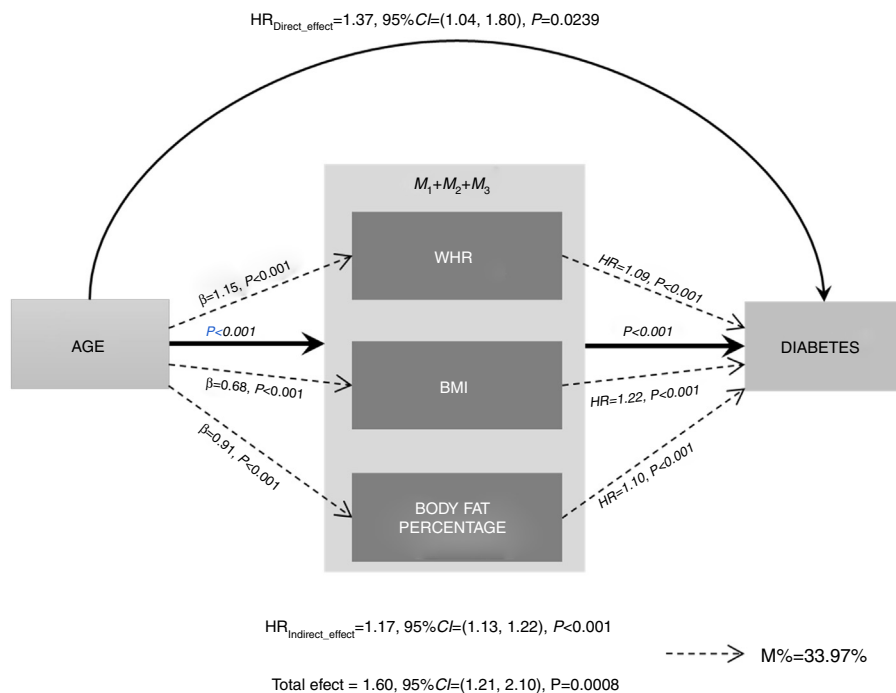 HRDirect_effect=1.37, 95%CI=(1.04, 1.80), P=0.0239
M1+M2+M3
WHR
β=1.15, P<0.001
HR=1.09, P<0.001
P<0.001
P<0.001
AGE
DIABETES
BMI
β=0.68, P<0.001
HR=1.22, P<0.001
β=0.91, P<0.001
HR=1.10, P<0.001
BODY FAT
PERCENTAGE
HRIndirect_effect=1.17, 95%CI=(1.13, 1.22), P<0.001
M%=33.97%
Total efect = 1.60, 95%CI=(1.21, 2.10), P=0.0008